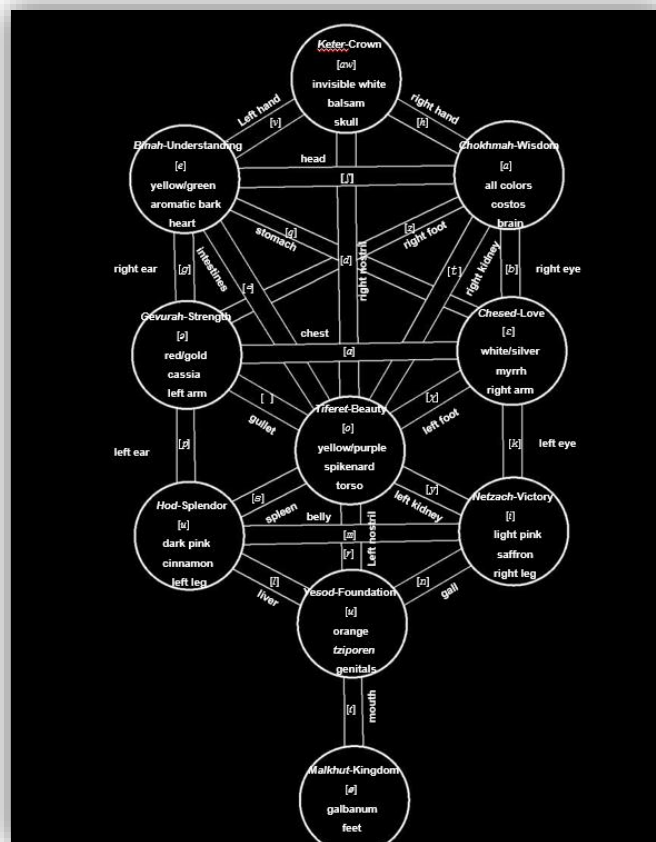 Keter-Crown
[aw]
invisible white
balsam
skull
Left hand
[v]
right hand
[h]
Binah-Understanding
[e]
yellow/green
aromatic bark
heart
head
[ʃ]
Chokhmah-Wisdom
[a]
all colors
costos
brain
stomach
[q]
[z]
right foot
[d]
right nostril
right ear
[g]
intestines
[t]
right kidney
[b]
right eye
Gevurah-Strength
[ə]
red/gold
cassia
left arm
chest
[a]
Chesed-Love
[ε]
white/silver
myrrh
right arm
[ ]
gullet
[χ]
left foot
Tiferet-Beauty
[o]
yellow/purple
spikenard
torso
left ear
[p]
[k]
left eye
[s]
spleen
[y]
left kidney
belly
[m]
[r]
Left nostril
Hod-Splendor
[u]
dark pink
cinnamon
left leg
Netzach-Victory
[i]
light pink
saffron
right leg
[l]
liver
[n]
gall
Yesod-Foundation
[u]
orange
tziporen
genitals
mouth
Malkhut-Kingdom
[ø]
galbanum
feet